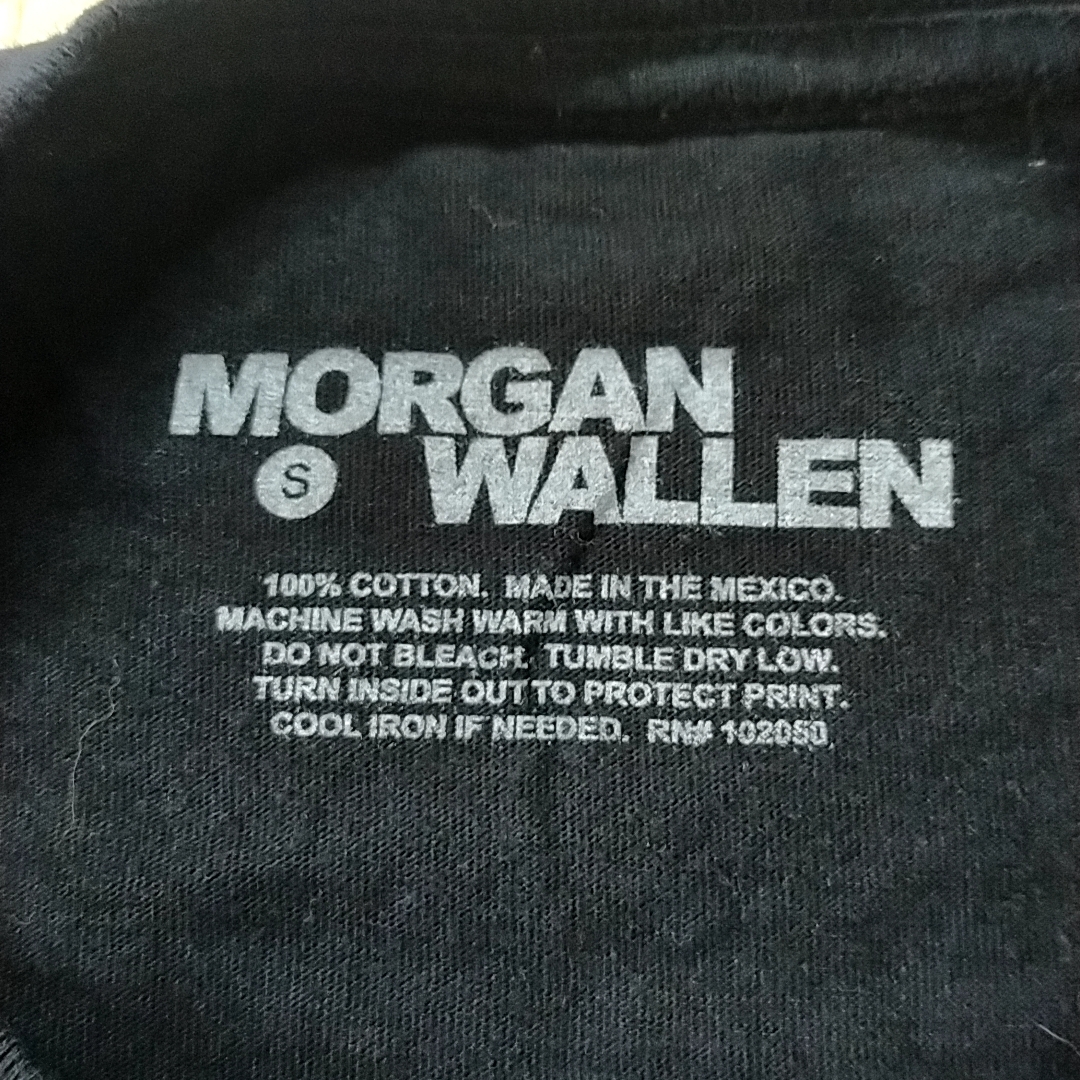 MORGAN
S WALLEN
100% COTTON. MADE IN THE MEXICO.
MACHINE WASH WARM WITH LIKE COLORS.
DO NOT BLEACH. TUMBLE DRY LOW.
TURN INSIDE OUT TO PROTECT PRINT.
COOL IRON IF NEEDED. RN# 102050